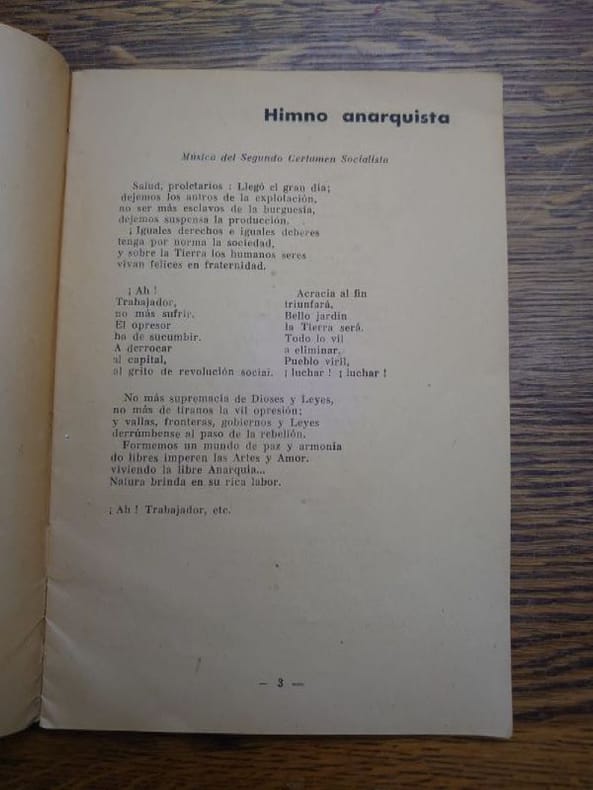 Himno anarquista
Música del Segundo Certamen Socialista
Salud, proletarios : Llegó el gran día;
dejemos los antros de la explotación,
no ser más esclavos de la burguesía,
dejemos suspensa la producción.
¡ Iguales derechos e iguales deberes
tenga por norma la sociedad,
y sobre la Tierra los humanos seres
vivan felices en fraternidad.
¡ Ah !
Trabajador,
no más sufrir.
El opresor
ha de sucumbir.
A derrocar
al capital,
al grito de revolución social.
Acracia al fin
triunfará,
Bello jardín
la Tierra será.
Todo lo vil
a eliminar.
Pueblo viril,
¡ luchar ! ¡ luchar !
No más supremacía de Dioses y Leyes,
no más de tiranos la vil opresión;
y vallas, fronteras, gobiernos y Leyes
derrúmbense al paso de la rebelión.
Formemos un mundo de paz y armonía
do libres imperen las Artes y Amor.
viviendo la libre Anarquía...
Natura brinda en su rica labor.
¡ Ah ! Trabajador, etc.
— 3 —